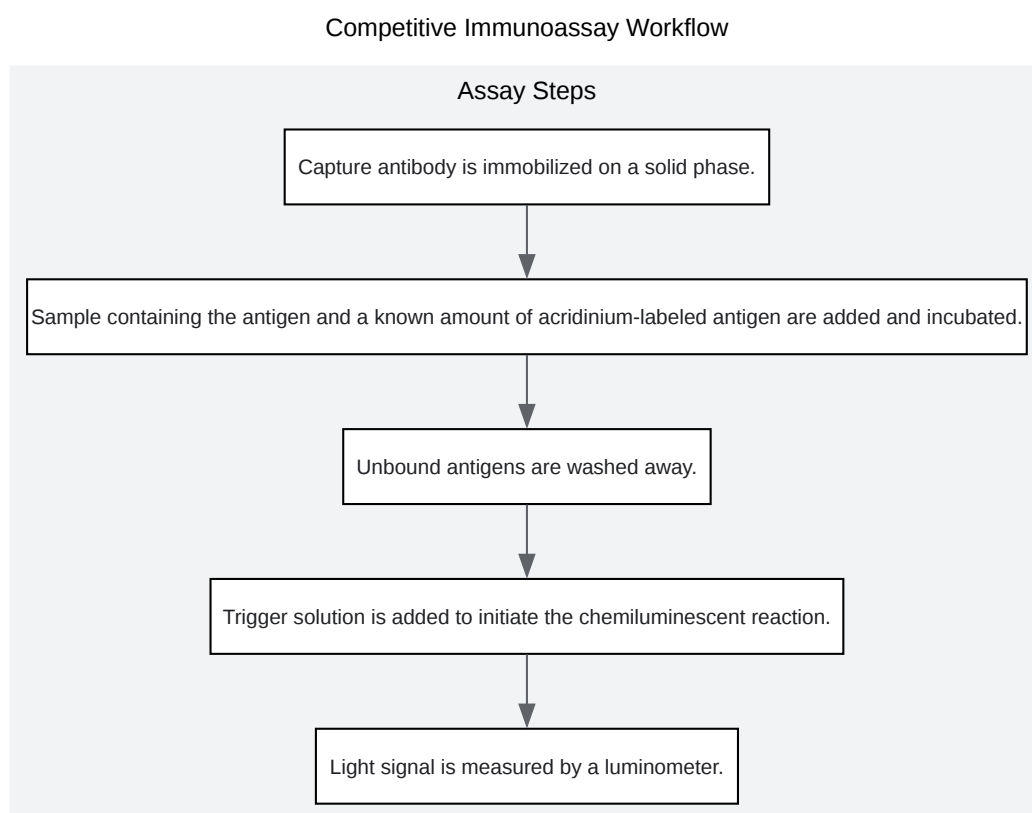 Competitive Immunoassay Workflow
Assay Steps
Capture antibody is immobilized on a solid phase.
Sample containing the antigen and a known amount of acridinium-labeled antigen are added and incubated.
Unbound antigens are washed away.
Trigger solution is added to initiate the chemiluminescent reaction.
Light signal is measured by a luminometer.